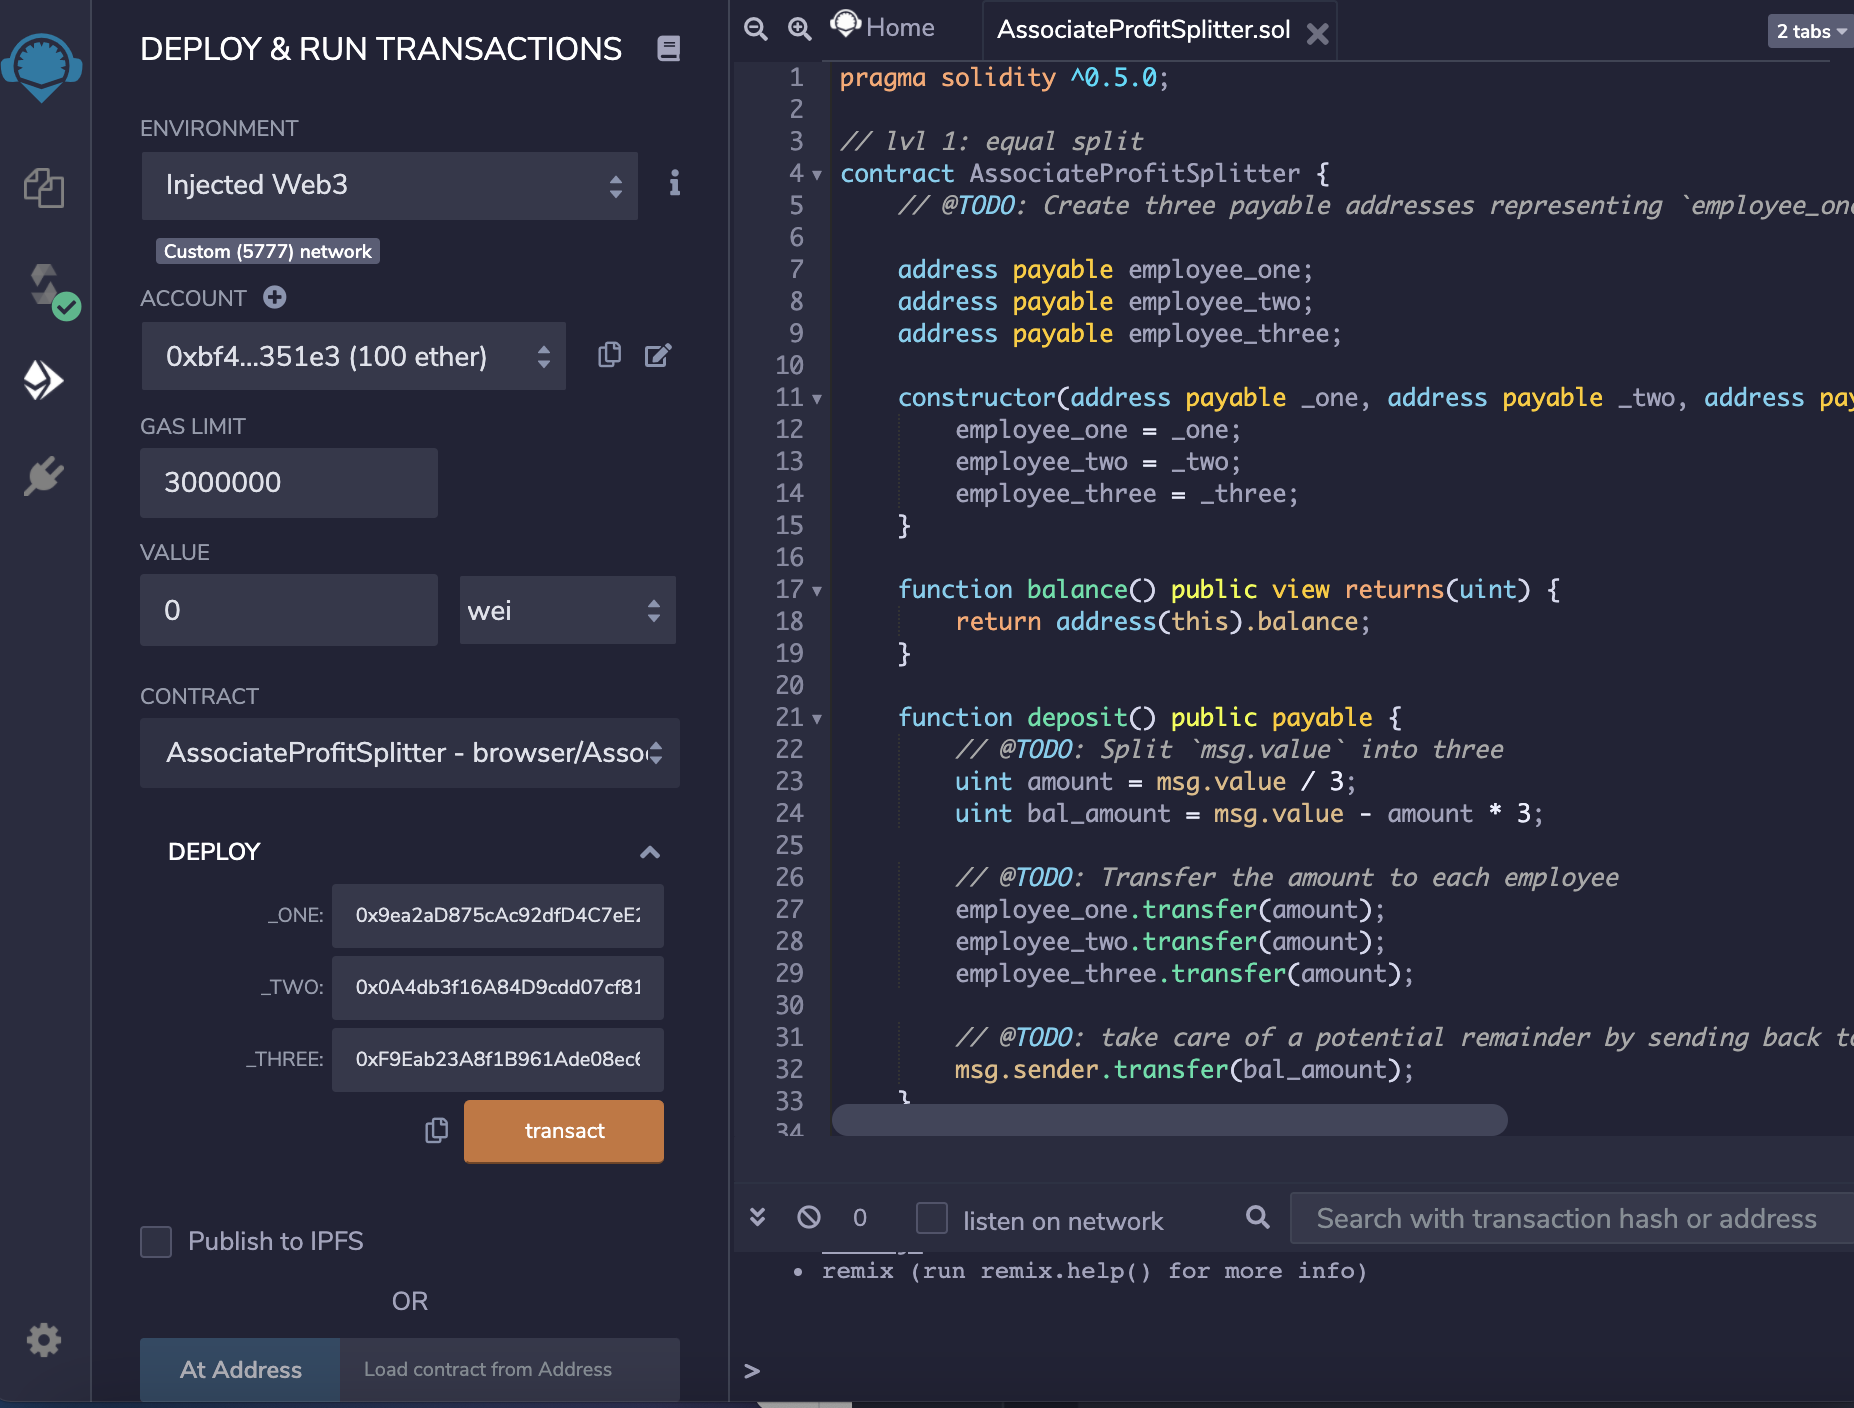 DEPLOY & RUN TRANSACTIONS
ENVIRONMENT
Injected Web3
Custom (5777) network
ACCOUNT
0xbf4...351e3 (100 ether)
GAS LIMIT
3000000
VALUE
0
wei
CONTRACT
AssociateProfitSplitter - browser/Asso
DEPLOY
_ONE: 0x9ea2aD875cAc92dfD4C7eE
_TWO: 0x0A4db3f16A84D9cdd07cf81
_THREE: 0xF9Eab23A8f1B961Ade08ec
transact
Publish to IPFS
OR
At Address
Load contract from Address
Home
AssociateProfitSplitter.sol
2 tabs
1 pragma solidity ^0.5.0;
2
3 // lvl 1: equal split
4 contract AssociateProfitSplitter {
5 // @TODO: Create three payable addresses representing `employee_one
6
7 address payable employee_one;
8 address payable employee_two;
9 address payable employee_three;
10
11 constructor(address payable _one, address payable _two, address pay
12 employee_one = _one;
13 employee_two = _two;
14 employee_three = _three;
15 }
16
17 function balance() public view returns(uint) {
18 return address(this).balance;
19 }
20
21 function deposit() public payable {
22 // @TODO: Split `msg.value` into three
23 uint amount = msg.value / 3;
24 uint bal_amount = msg.value - amount * 3;
25
26 // @TODO: Transfer the amount to each employee
27 employee_one.transfer(amount);
28 employee_two.transfer(amount);
29 employee_three.transfer(amount);
30
31 // @TODO: take care of a potential remainder by sending back to
32 msg.sender.transfer(bal_amount);
33 }
34
0
listen on network
Search with transaction hash or address
• remix (run remix.help() for more info)
>